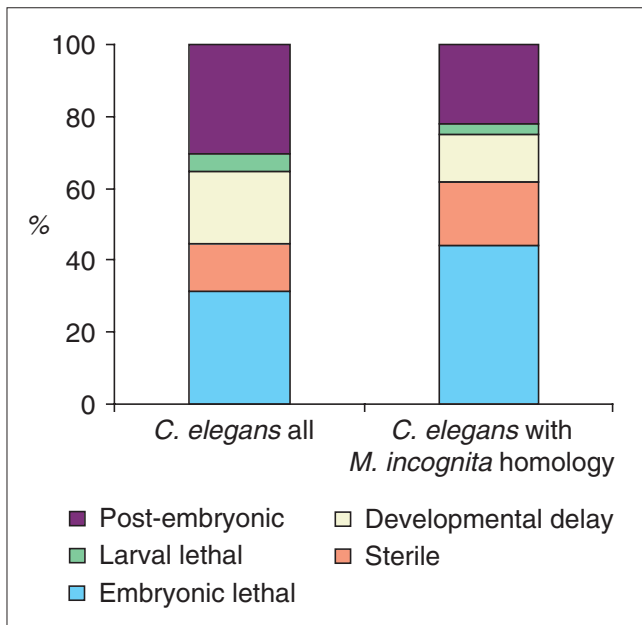 100
80
60
%
40
20
0
C. elegans all
C. elegans with
M. incognita homology
Post-embryonic
Developmental delay
Larval lethal
Sterile
Embryonic lethal